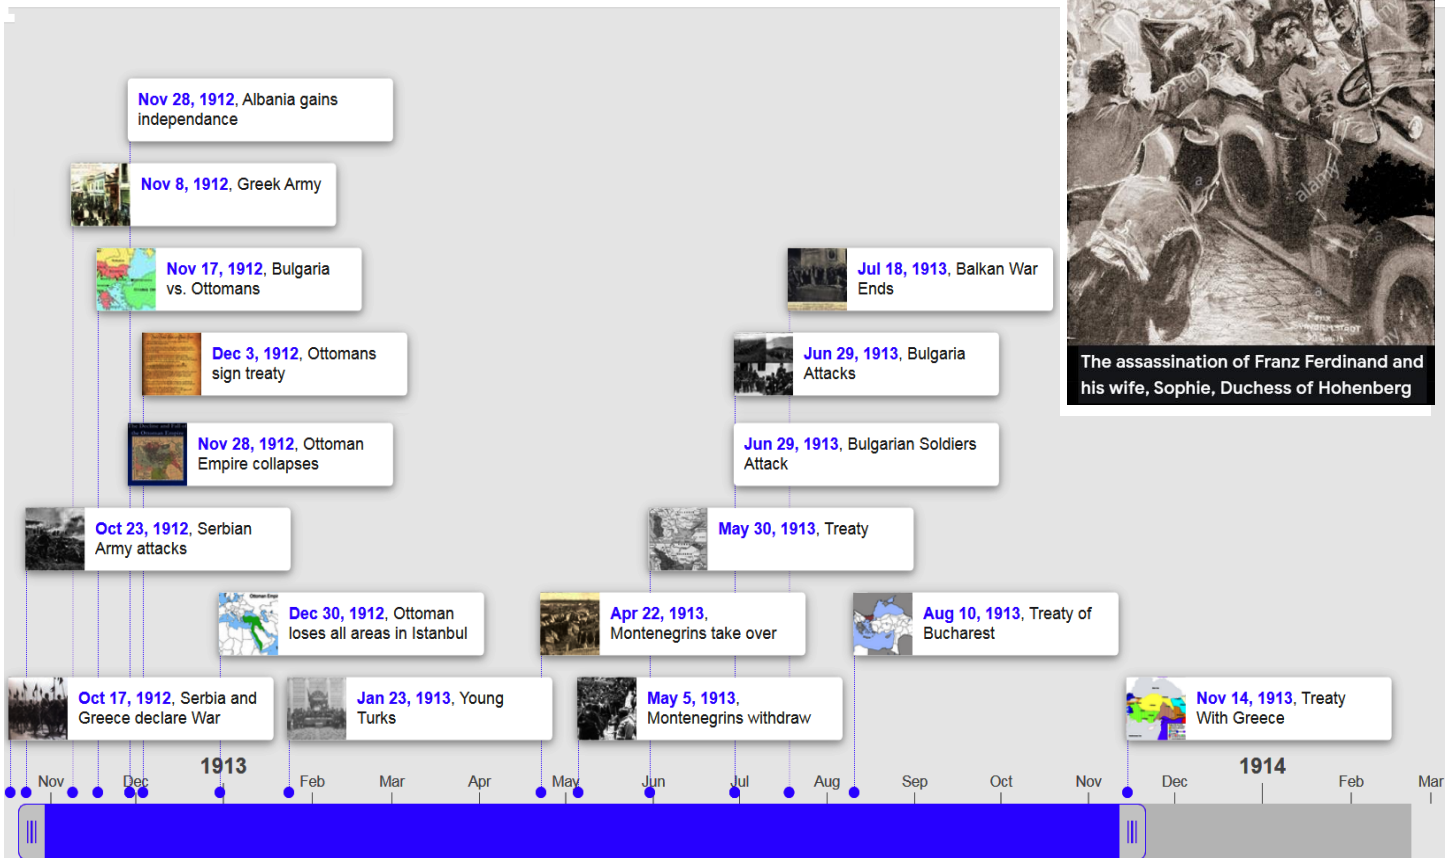 Nov 28, 1912, Albania gains
independance
Nov 8, 1912, Greek Army
Nov 17, 1912, Bulgaria
vs. Ottomans
Dec 3, 1912, Ottomans
sign treaty
Nov 28, 1912, Ottoman
Empire collapses
Oct 23, 1912, Serbian
Army attacks
Dec 30, 1912, Ottoman
loses all areas in Istanbul
Oct 17, 1912, Serbia and
Greece declare War
Jan 23, 1913, Young
Turks
Jul 18, 1913, Balkan War
Ends
Jun 29, 1913, Bulgaria
Attacks
Jun 29, 1913, Bulgarian Soldiers
Attack
May 30, 1913, Treaty
Apr 22, 1913,
Montenegrins take over
May 5, 1913,
Montenegrins withdraw
Aug 10, 1913, Treaty of
Bucharest
Nov 14, 1913, Treaty
With Greece
The assassination of Franz Ferdinand and
his wife, Sophie, Duchess of Hohenberg
alamy
a
1913
1914
Nov Dec Feb Mar Apr May Jun Jul Aug Sep Oct Nov Dec Feb Mar